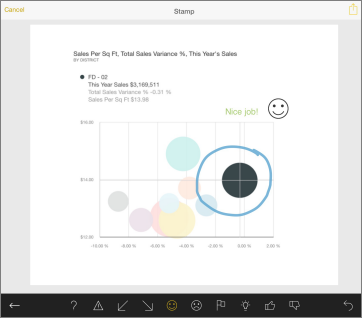 Cancel
Stamp
Sales Per Sq Ft, Total Sales Variance %, This Year's Sales
BY DISTRICT
FD - 02
This Year Sales $3,169,511
Total Sales Variance % -0.31 %
Sales Per Sq Ft $13.98
Nice job!
$16.00
$14.00
$12.00
-10.00 % -8.00 % -6.00 % -4.00 % -2.00 % 0.00 % 2.00 %